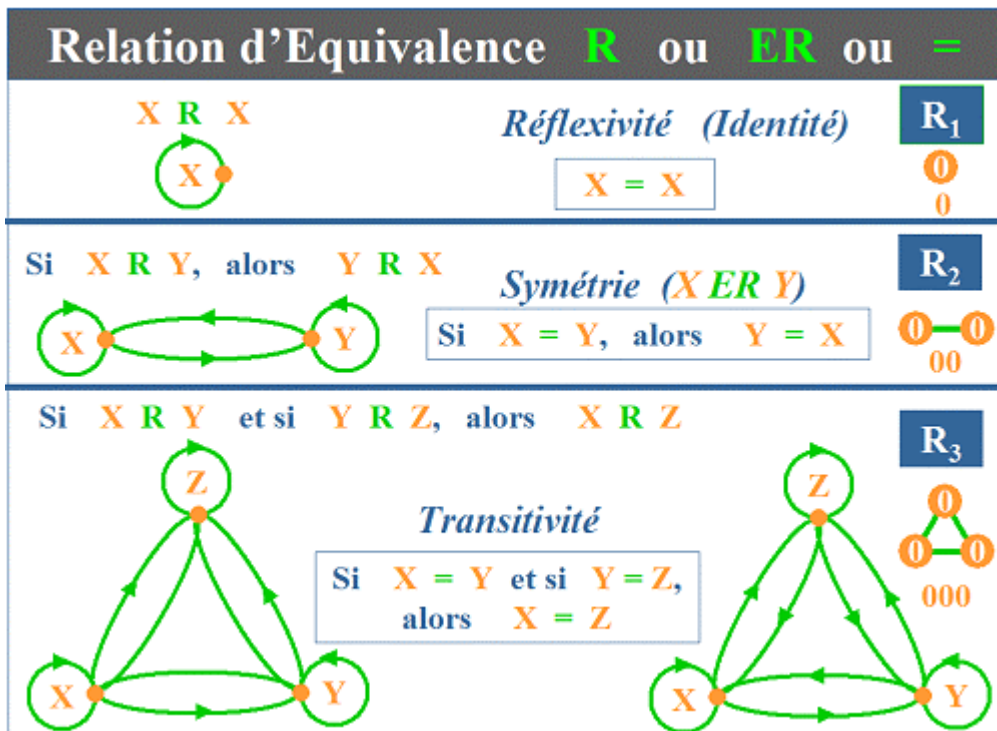 Relation d'Equivalence R ou ER ou =
X R X
X
Réflexivité (Identité)
X = X
R1
0
0
Si X R Y, alors Y R X
X
Y
Symétrie (X ER Y)
Si X = Y, alors Y = X
R2
0 0
00
Si X R Y et si Y R Z, alors X R Z
Z
X
Y
Transitivité
Si X = Y et si Y = Z,
alors X = Z
Z
X
Y
R3
0
0 0
000